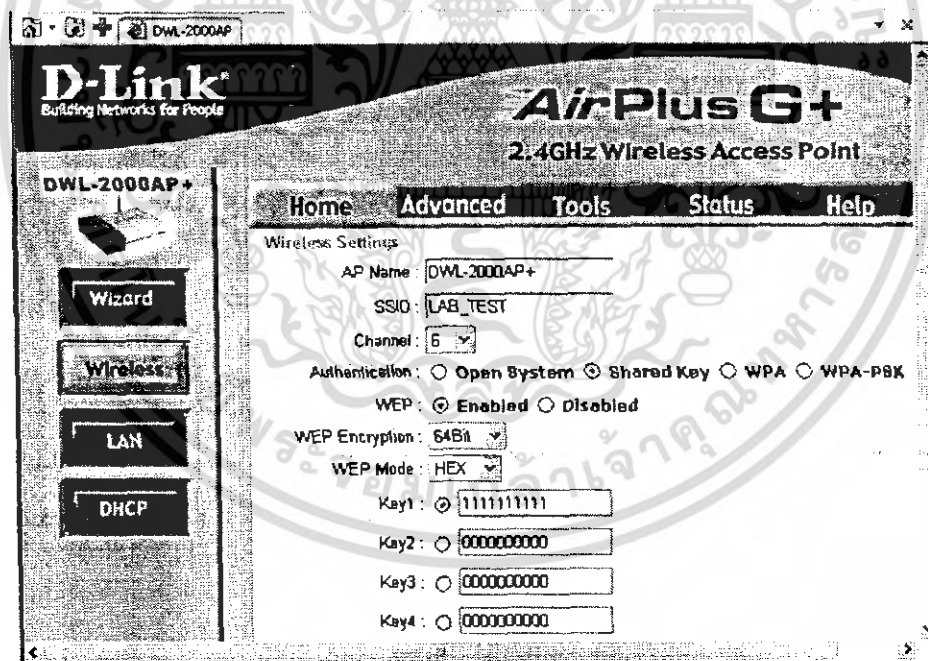 DWL-2000AP
D-Link
Building Networks for People
AirPlus G+
2.4GHz Wireless Access Point
DWL-2000AP+
Home Advanced Tools Status Help
Wizard
Wireless
LAN
DHCP
Wireless Settings
AP Name : DWL-2000AP+
SSID : LAB_TEST
Channel : 6
Authentication : Open System Shared Key WPA WPA-PSK
WEP : Enabled Disabled
WEP Encryption : 64Bit
WEP Mode : HEX
Key1 : 1111111111
Key2 : 0000000000
Key3 : 0000000000
Key4 : 0000000000